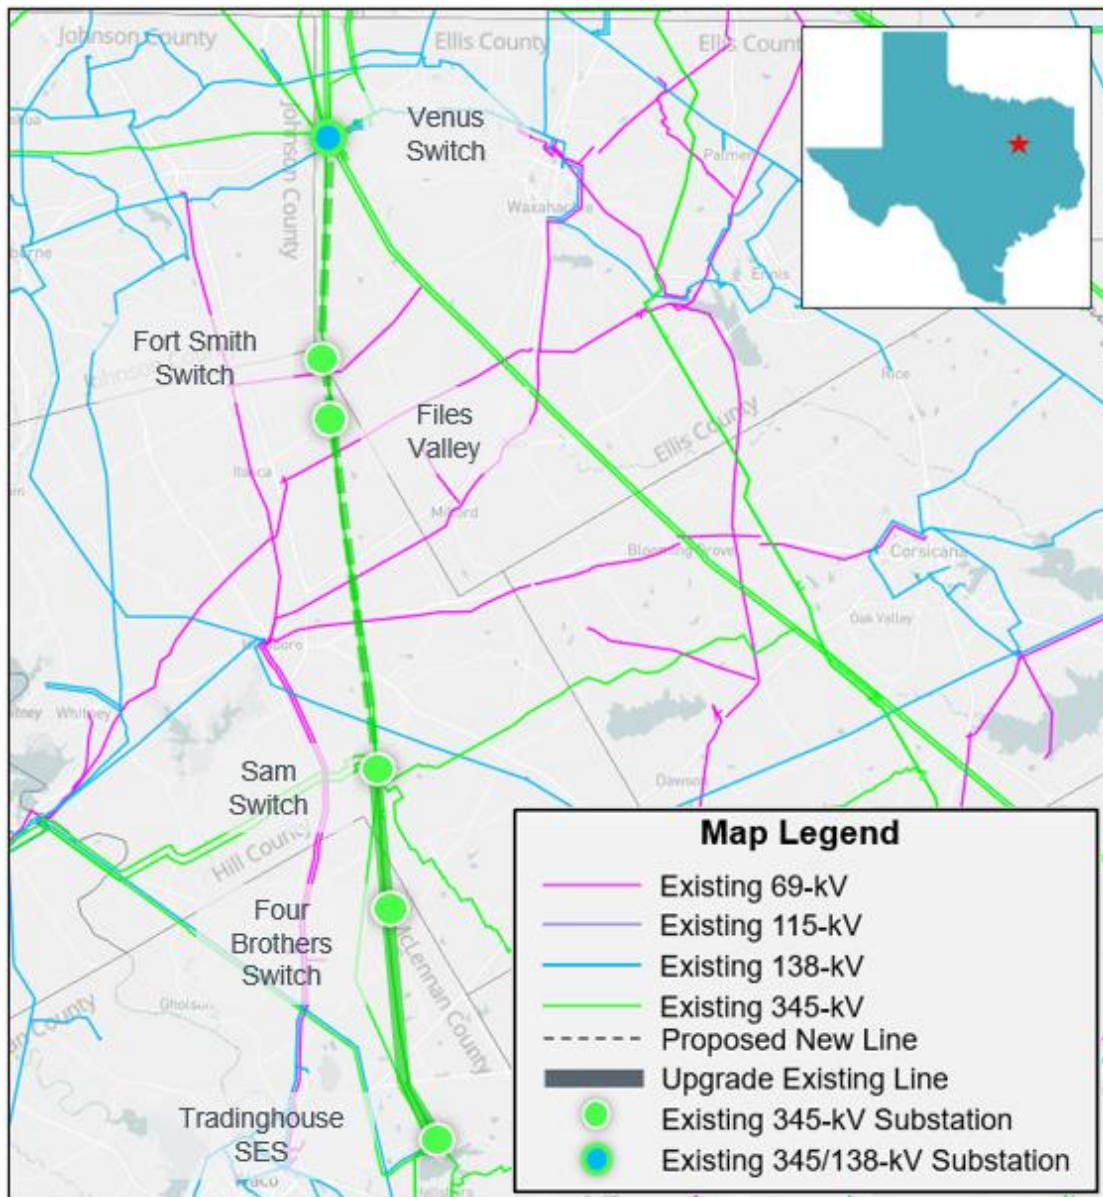 Johnson County
Ellis County
Ellis Count
Johnson County
Venus
Switch
Palmer
Waxahachie
Ennis
Fort Smith
Switch
Rice
Files
Valley
Ellis County
Itasca
Milford
Blooming Grove
Corsicana
Oak Valley
Hillsboro
Whitney
Sam
Switch
Dawson
Hill County
Four
Brothers
Switch
McLennan County
Gholson
County
Tradinghouse
SES
Waco
Map Legend
Existing 69-kV
Existing 115-kV
Existing 138-kV
Existing 345-kV
Proposed New Line
Upgrade Existing Line
Existing 345-kV Substation
Existing 345/138-kV Substation